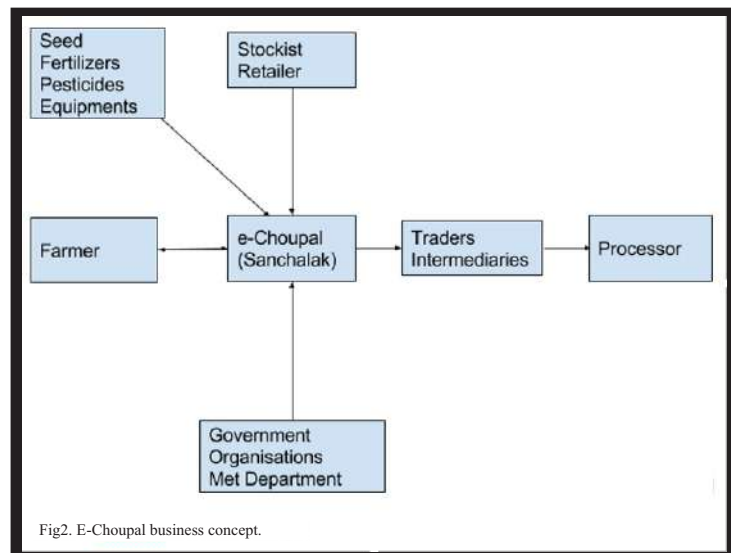 Seed
Fertilizers
Pesticides
Equipments
Stockist
Retailer
Farmer
e-Choupal
(Sanchalak)
Traders
Intermediaries
Processor
Government
Organisations
Met Department
Fig2. E-Choupal business concept.